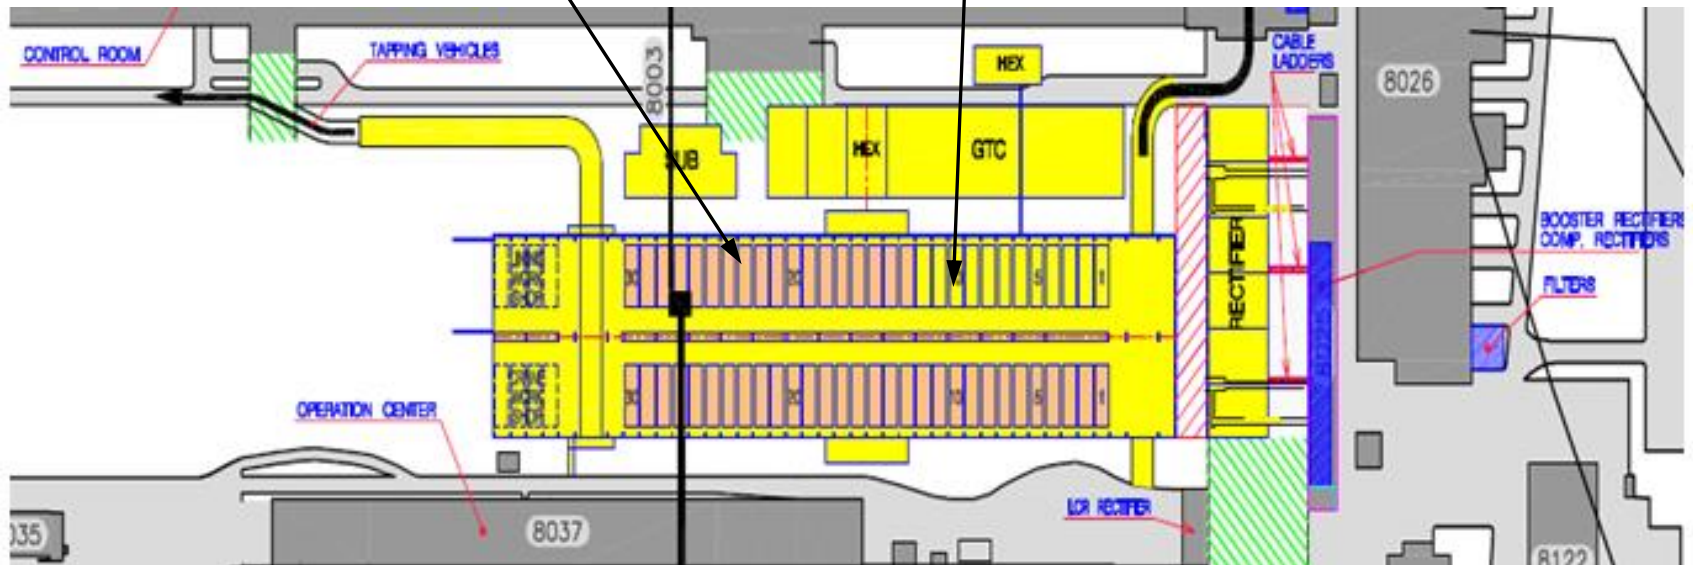 CONTROL ROOM
TAPPING VEHICLES
8003
HEX
CABLE
LADDERS
8026
SUB
HEX
GTC
RECTIFIER
BOOSTER RECTIFIERS
COMP. RECTIFIERS
FILTERS
30
20
5
1
30
20
10
5
1
OPERATION CENTER
LCR RECTIFIER
035
8037
8122